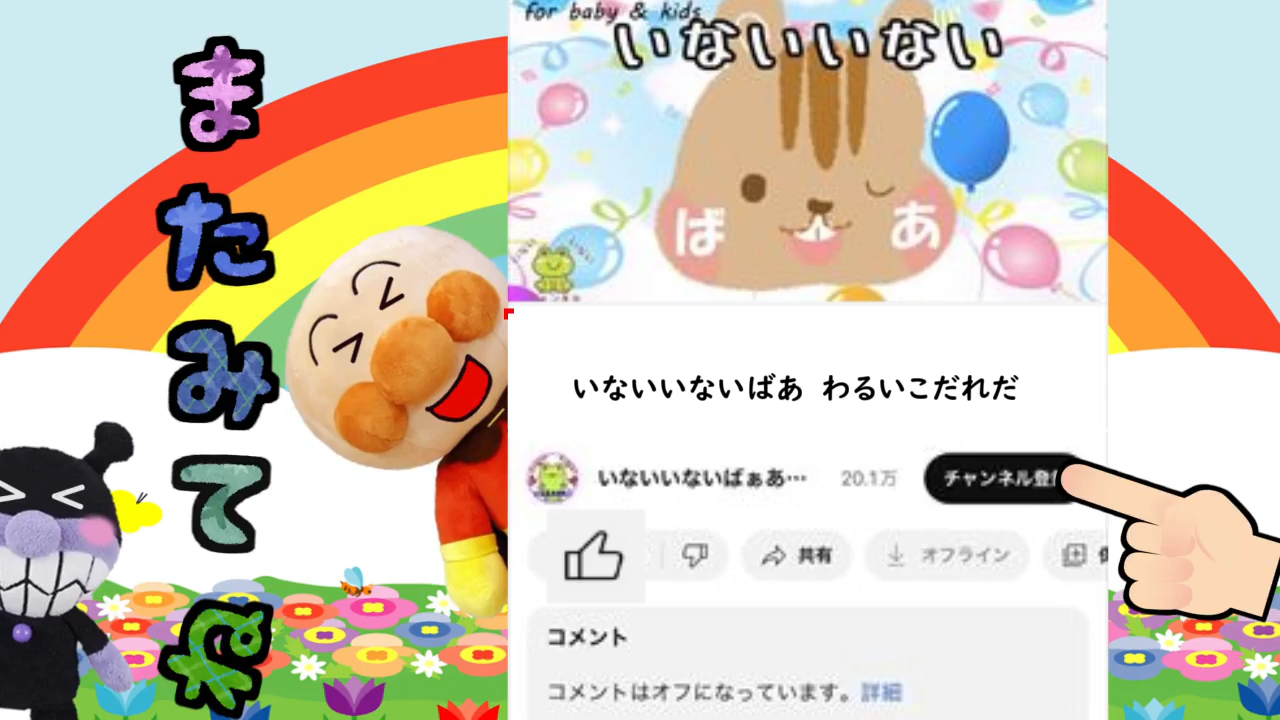 またみてね
for baby & kids
いないいない
ば あ
いないいないばあ わるいこだれだ
いないいないばぁあ… 20.1万 チャンネル登
共有 オフライン
コメント
コメントはオフになっています。詳細